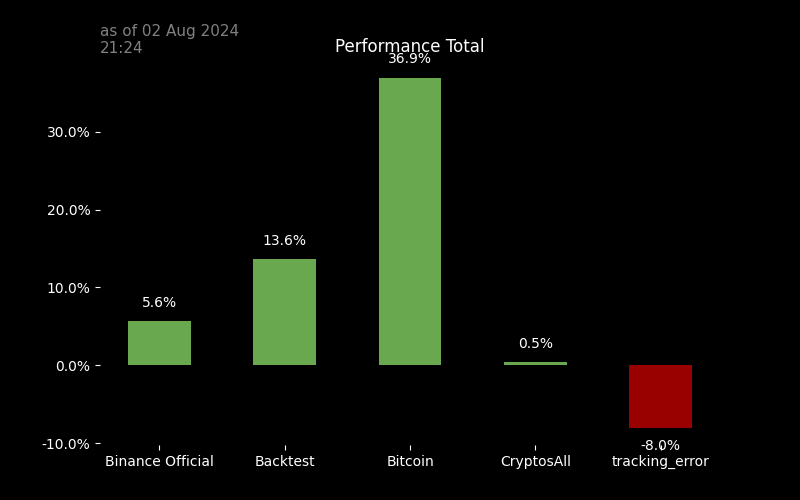 as of 02 Aug 2024
21:24
Performance Total
36.9%
30.0%
20.0%
13.6%
10.0%
5.6%
0.5%
0.0%
-10.0%
-8.0%
Binance Official
Backtest
Bitcoin
CryptosAll
tracking_error